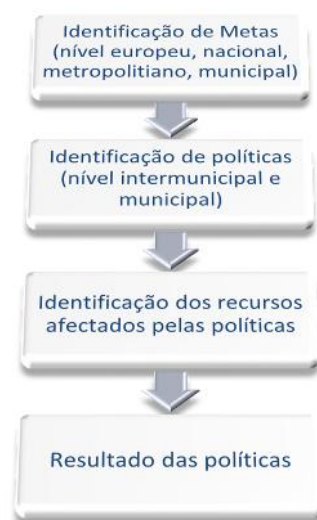 Identificação de Metas
(nível europeu, nacional,
metropolitiano, municipal)
Identificação de políticas
(nível intermunicipal e
municipal)
Identificação dos recursos
afectados pelas políticas
Resultado das políticas